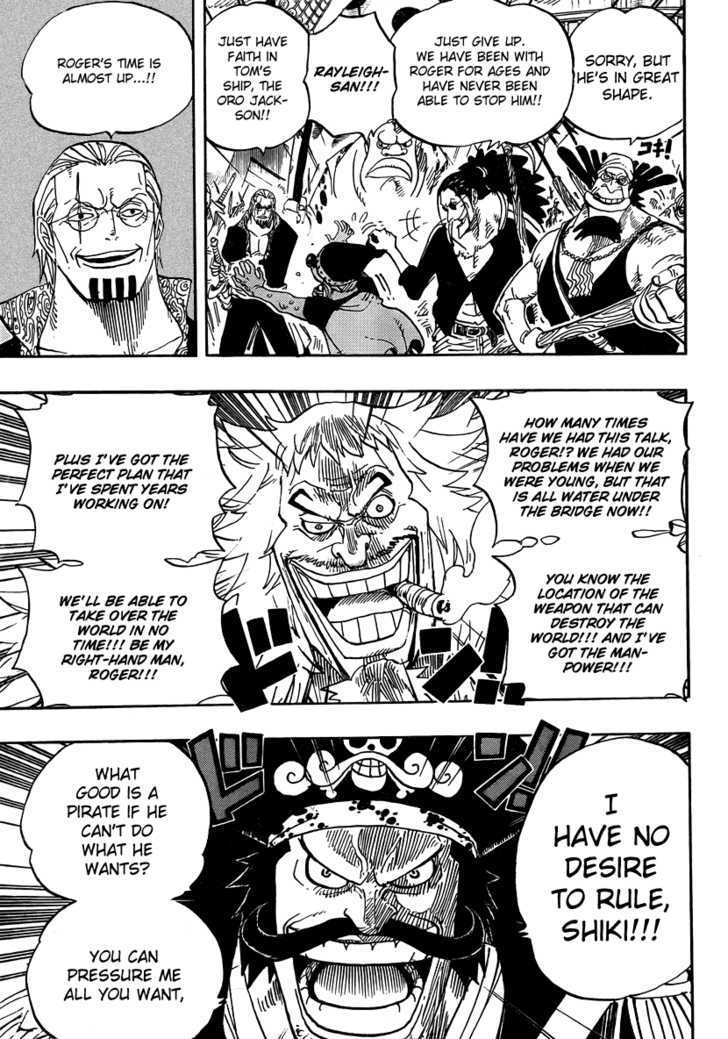 SORRY, BUT
HE'S IN GREAT
SHAPE.
コキ!
JUST GIVE UP.
WE HAVE BEEN WITH
ROGER FOR AGES AND
HAVE NEVER BEEN
ABLE TO STOP HIM!!
RAYLEIGH-
SAN!!!
JUST HAVE
FAITH IN
TOM'S
SHIP, THE
ORO JACK-
SON!!
ROGER'S TIME IS
ALMOST UP...!!
HOW MANY TIMES
HAVE WE HAD THIS TALK,
ROGER!? WE HAD OUR
PROBLEMS WHEN WE
WERE YOUNG, BUT THAT
IS ALL WATER UNDER
THE BRIDGE NOW!!
YOU KNOW THE
LOCATION OF THE
WEAPON THAT CAN
DESTROY THE
WORLD!!! AND I'VE
GOT THE MAN-
POWER!!!
PLUS I'VE GOT THE
PERFECT PLAN THAT
I'VE SPENT YEARS
WORKING ON!
WE'LL BE ABLE TO
TAKE OVER THE
WORLD IN NO
TIME!!! BE MY
RIGHT-HAND MAN,
ROGER!!!
ドン!!
I
HAVE NO
DESIRE
TO RULE,
SHIKI!!!
ドン!!
WHAT
GOOD IS A
PIRATE IF HE
CAN'T DO
WHAT HE
WANTS?
YOU CAN
PRESSURE ME
ALL YOU WANT,